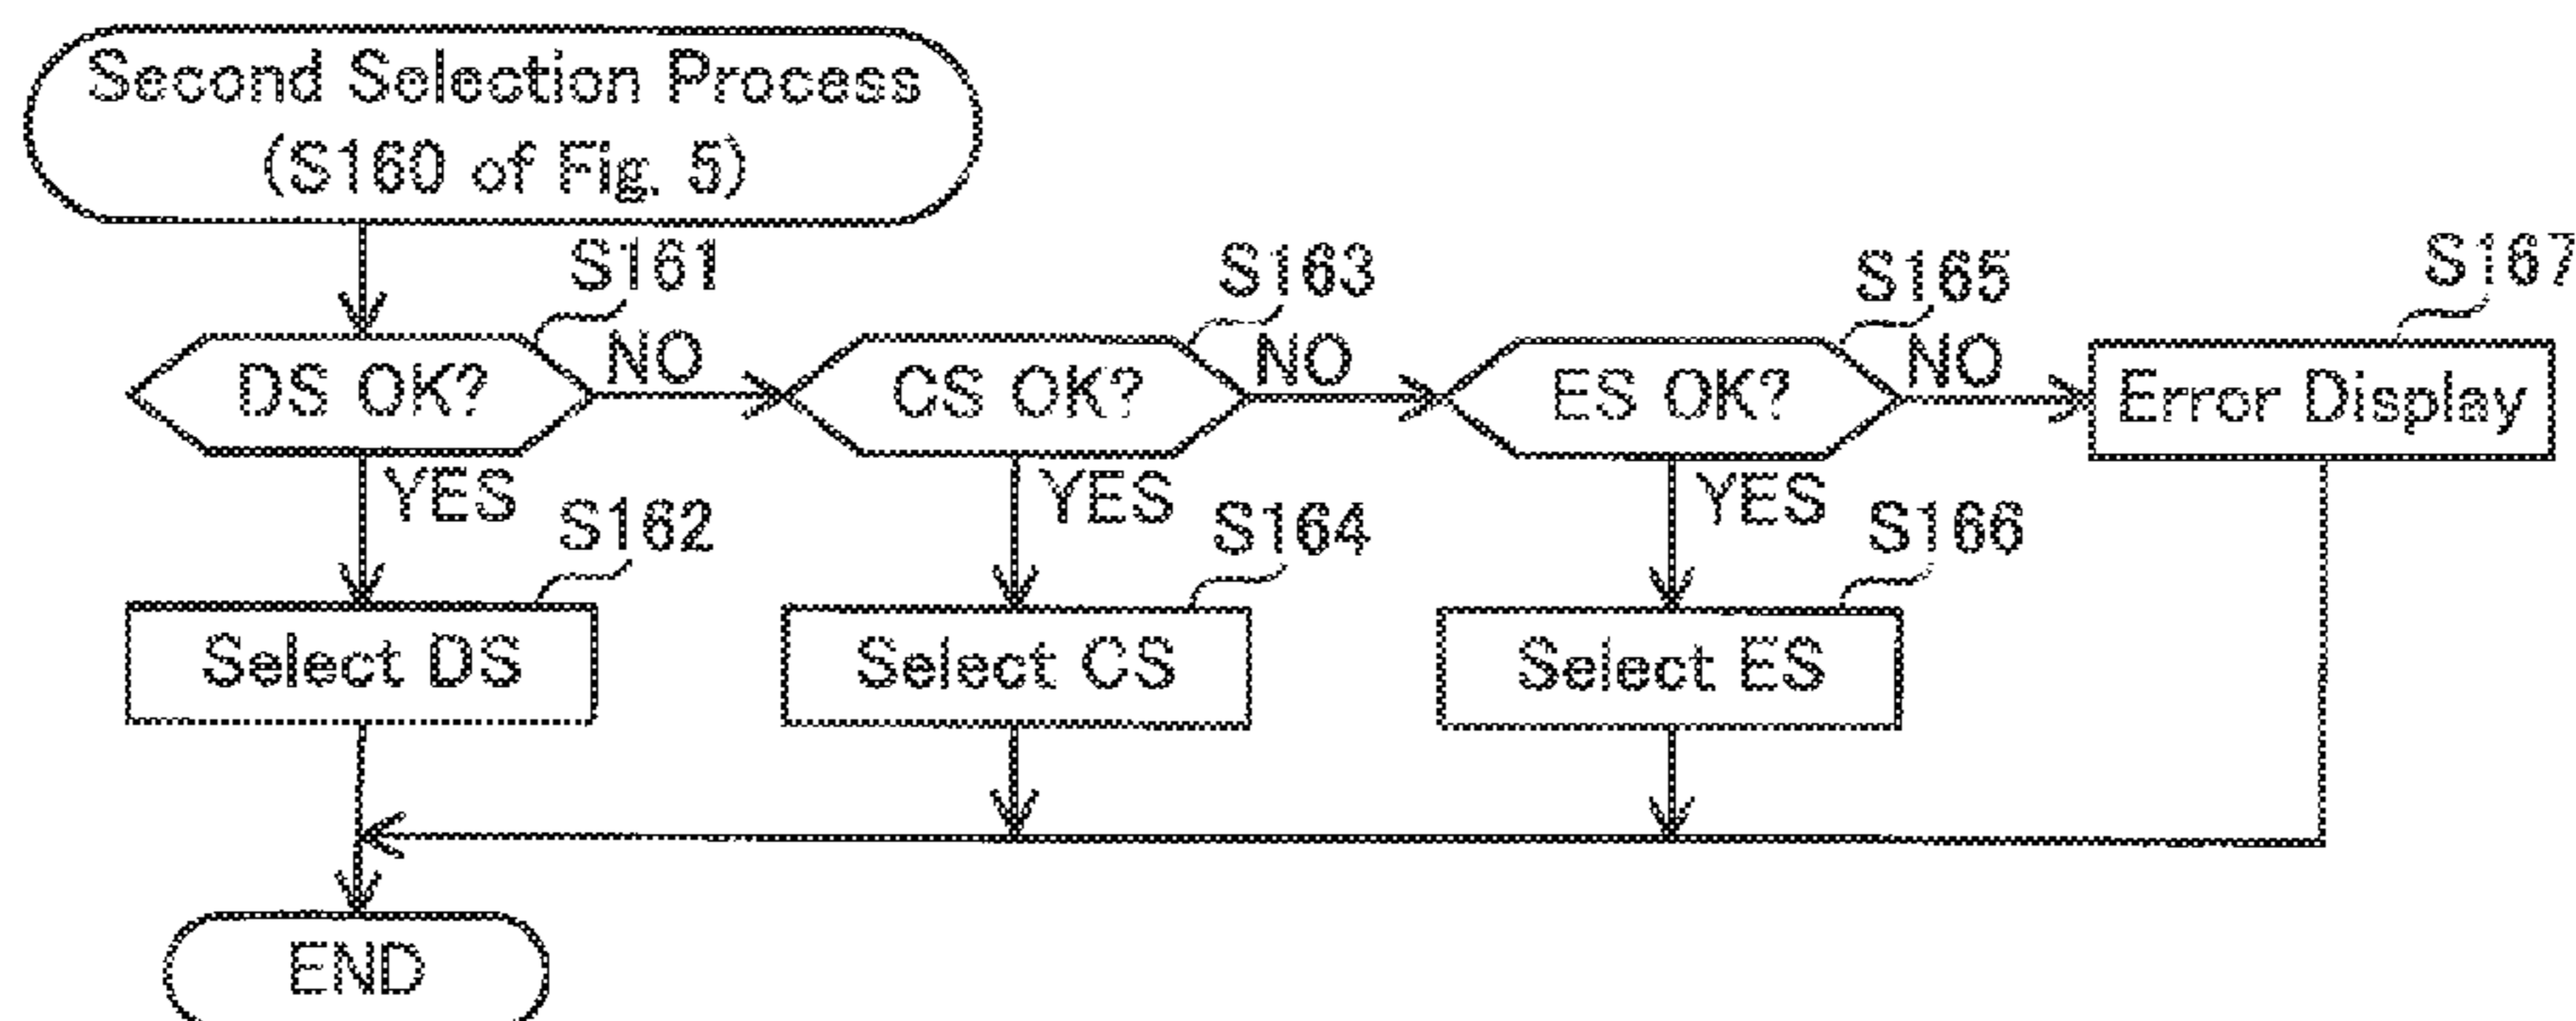 Second Selection Process
(S160 of Fig. 5)
S161
S163
S165
S167
DS OK?
NO
CS OK?
NO
ES OK?
NO
Error Display
YES
YES
YES
S162
S164
S166
Select DS
Select CS
Select ES
END